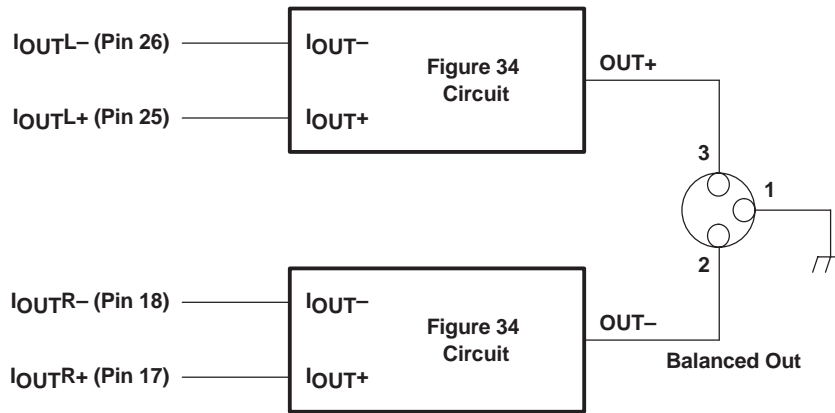 IOUTL– (Pin 26)
IOUT–
Figure 34
Circuit
OUT+
IOUTL+ (Pin 25)
IOUT+
3
1
2
IOUTR– (Pin 18)
IOUT–
Figure 34
Circuit
OUT–
Balanced Out
IOUTR+ (Pin 17)
IOUT+